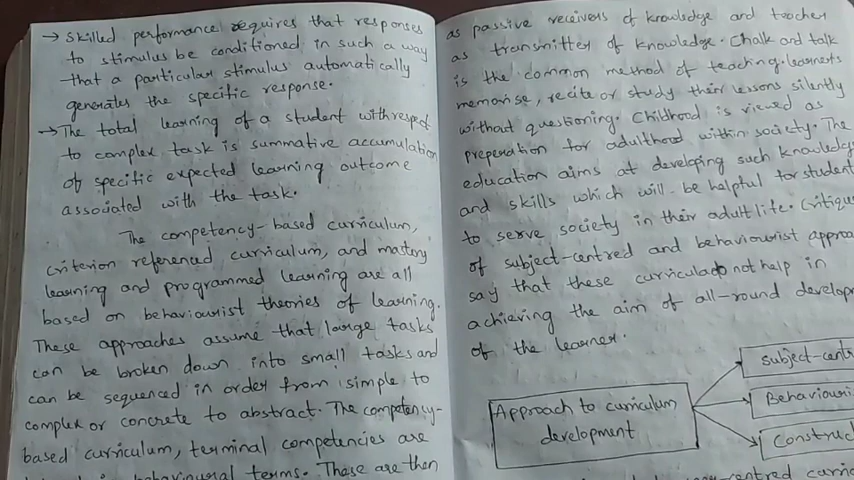 → Skilled performance requires that responses
to stimulus be conditioned in such a way
that a particular stimulus automatically
generates the specific response.
→ The total learning of a student with respect
to complex task is summative accumulation
of specific expected learning outcome
associated with the task.
The competency-based curriculum,
criterion referenced curriculum, and mastery
learning and programmed learning are all
based on behaviourist theories of learning.
These approaches assume that large tasks
can be broken down into small tasks and
can be sequenced in order from simple to
complex or concrete to abstract. The competency-
based curriculum, terminal competencies are
behavioural terms. These are then
as passive receivers of knowledge and teacher
as transmitter of knowledge. Chalk and talk
is the common method of teaching. Learners
memorise, recite or study their lessons silently
without questioning. Childhood is viewed as
preperation for adulthood within society. The
education aims at developing such knowledge
and skills which will be helpful for student
to serve society in their adult life. Critique
of subject-centred and behaviourist approa
say that these curricula do not help in
achieving the aim of all-round develop
of the learner.
Approach to curriculum
development
Subject-centr
Behaviouri
Construc
centred curric